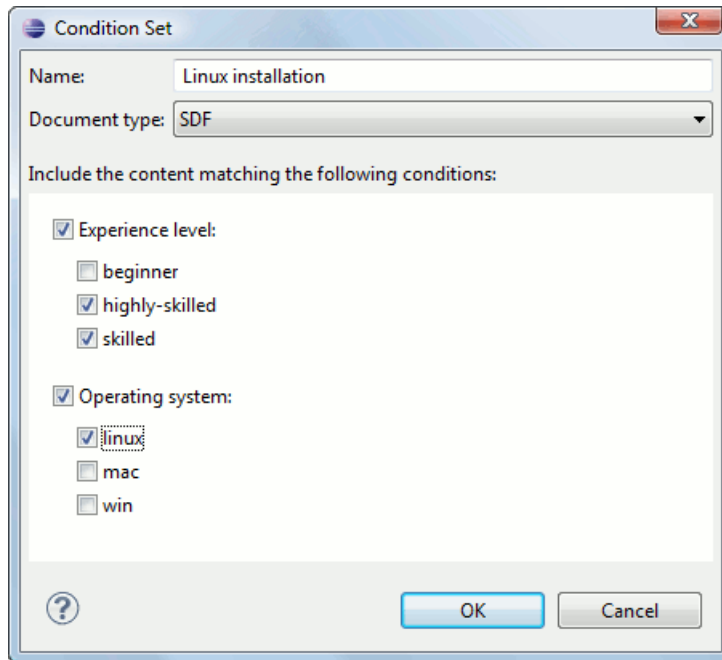 Condition Set
Name: Linux installation
Document type: SDF
Include the content matching the following conditions:
Experience level:
beginner
highly-skilled
skilled
Operating system:
linux
mac
win
? OK Cancel